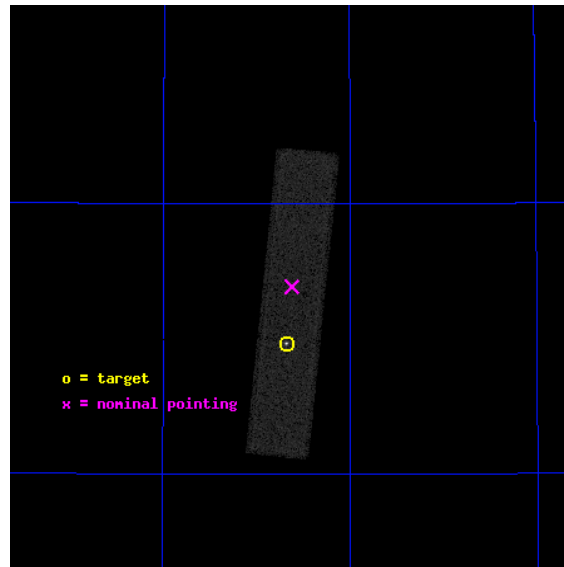 o = target
x = nominal pointing